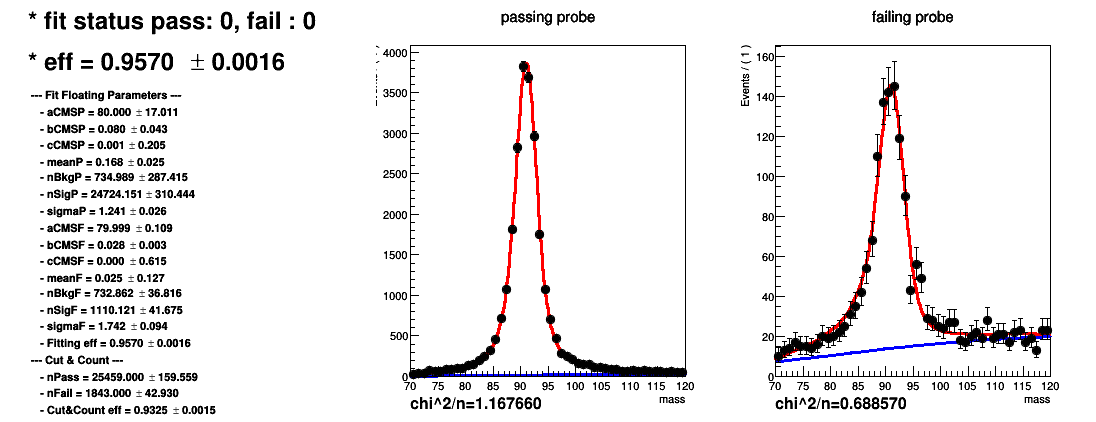 * fit status pass: 0, fail : 0
* eff = 0.9570 ± 0.0016
--- Fit Floating Parameters ---
- aCMSP = 80.000 ± 17.011
- bCMSP = 0.080 ± 0.043
- cCMSP = 0.001 ± 0.205
- meanP = 0.168 ± 0.025
- nBkgP = 734.989 ± 287.415
- nSigP = 24724.151 ± 310.444
- sigmaP = 1.241 ± 0.026
- aCMSF = 79.999 ± 0.109
- bCMSF = 0.028 ± 0.003
- cCMSF = 0.000 ± 0.615
- meanF = 0.025 ± 0.127
- nBkgF = 732.862 ± 36.816
- nSigF = 1110.121 ± 41.675
- sigmaF = 1.742 ± 0.094
- Fitting eff = 0.9570 ± 0.0016
--- Cut & Count ---
- nPass = 25459.000 ± 159.559
- nFail = 1843.000 ± 42.930
- Cut&Count eff = 0.9325 ± 0.0015
passing probe
4000
3500
3000
2500
2000
1500
1000
500
0
70 75 80 85 90 95 100 105 110 115 120
mass
chi^2/n=1.167660
failing probe
Events / ( 1 )
160
140
120
100
80
60
40
20
0
70 75 80 85 90 95 100 105 110 115 120
mass
chi^2/n=0.688570